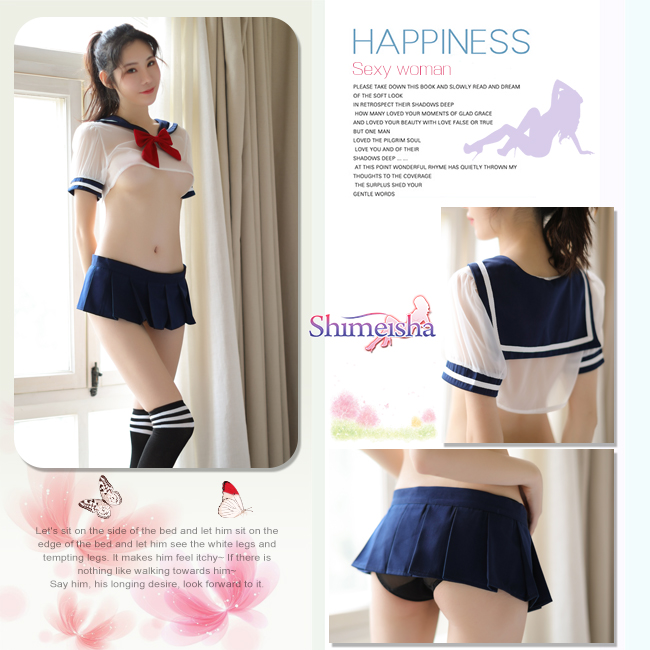 HAPPINESS
Sexy woman
PLEASE TAKE DOWN THIS BOOK AND SLOWLY READ AND DREAM
OF THE SOFT LOOK
IN RETROSPECT THEIR SHADOWS DEEP
HOW MANY LOVED YOUR MOMENTS OF GLAD GRACE
AND LOVED YOUR BEAUTY WITH LOVE FALSE OR TRUE
BUT ONE MAN
LOVED THE PILGRIM SOUL
LOVE YOU AND OF THEIR
SHADOWS DEEP ... ...
AT THIS POINT WONDERFUL RHYME HAS QUIETLY THROWN MY
THOUGHTS TO THE COVERAGE
THE SURPLUS SHED YOUR
GENTLE WORDS
Shimeisha
Let's sit on the side of the bed and let him sit on the
edge of the bed and let him see the white legs and
tempting legs. It makes him feel itchy~ If there is
nothing like walking towards him~
Say him, his longing desire, look forward to it.